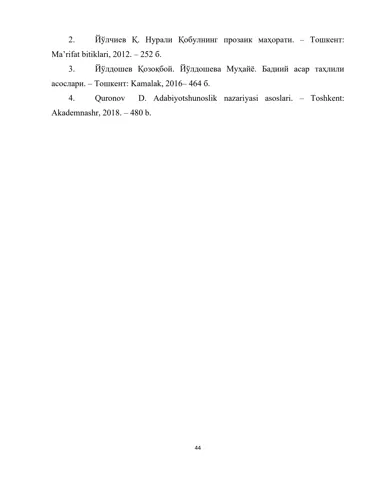 2. Йўлчиев Қ. Нурали Қобулнинг прозаик маҳорати. – Тошкент:
Ma’rifat bitiklari, 2012. – 252 б.
3. Йўлдошев Қозоқбой. Йўлдошева Муҳайё. Бадиий асар таҳлили
асослари. – Тошкент: Kamalak, 2016– 464 б.
4. Quronov D. Adabiyotshunoslik nazariyasi asoslari. – Toshkent:
Akademnashr, 2018. – 480 b.
44